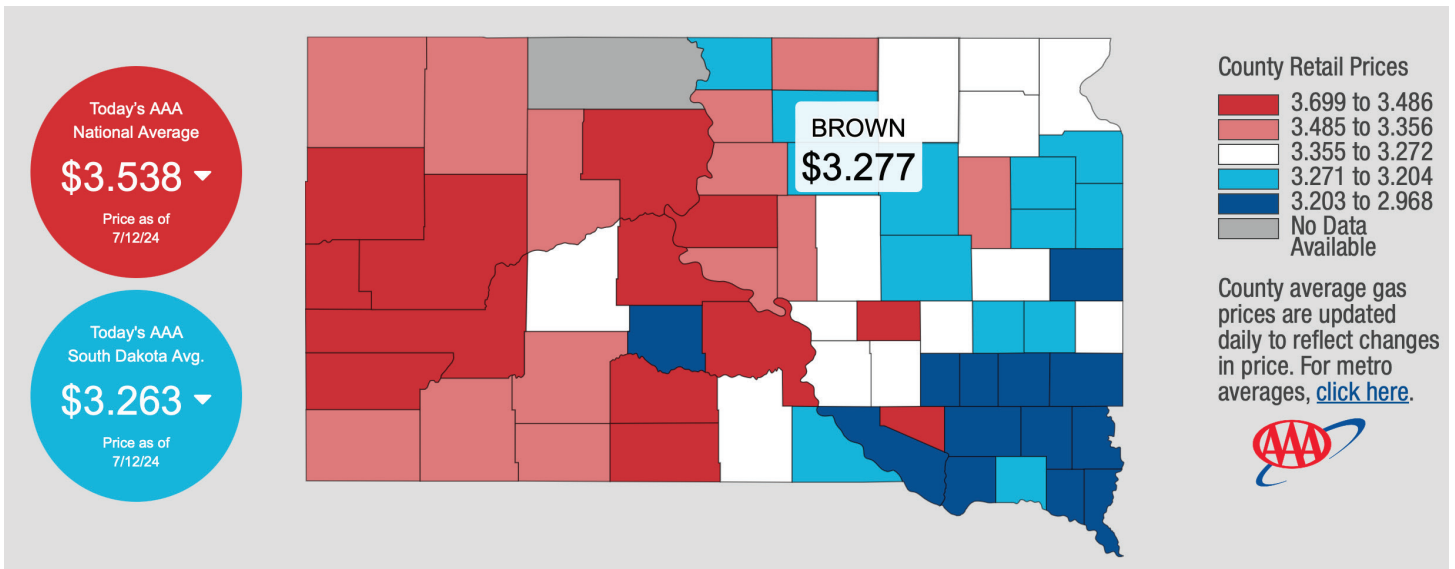 Today's AAA
National Average
$3.538
Price as of
7/12/24
Today's AAA
South Dakota Avg.
$3.263
Price as of
7/12/24
BROWN
$3.277
County Retail Prices
3.699 to 3.486
3.485 to 3.356
3.355 to 3.272
3.271 to 3.204
3.203 to 2.968
No Data
Available
County average gas
prices are updated
daily to reflect changes
in price. For metro
averages, click here.
AAA